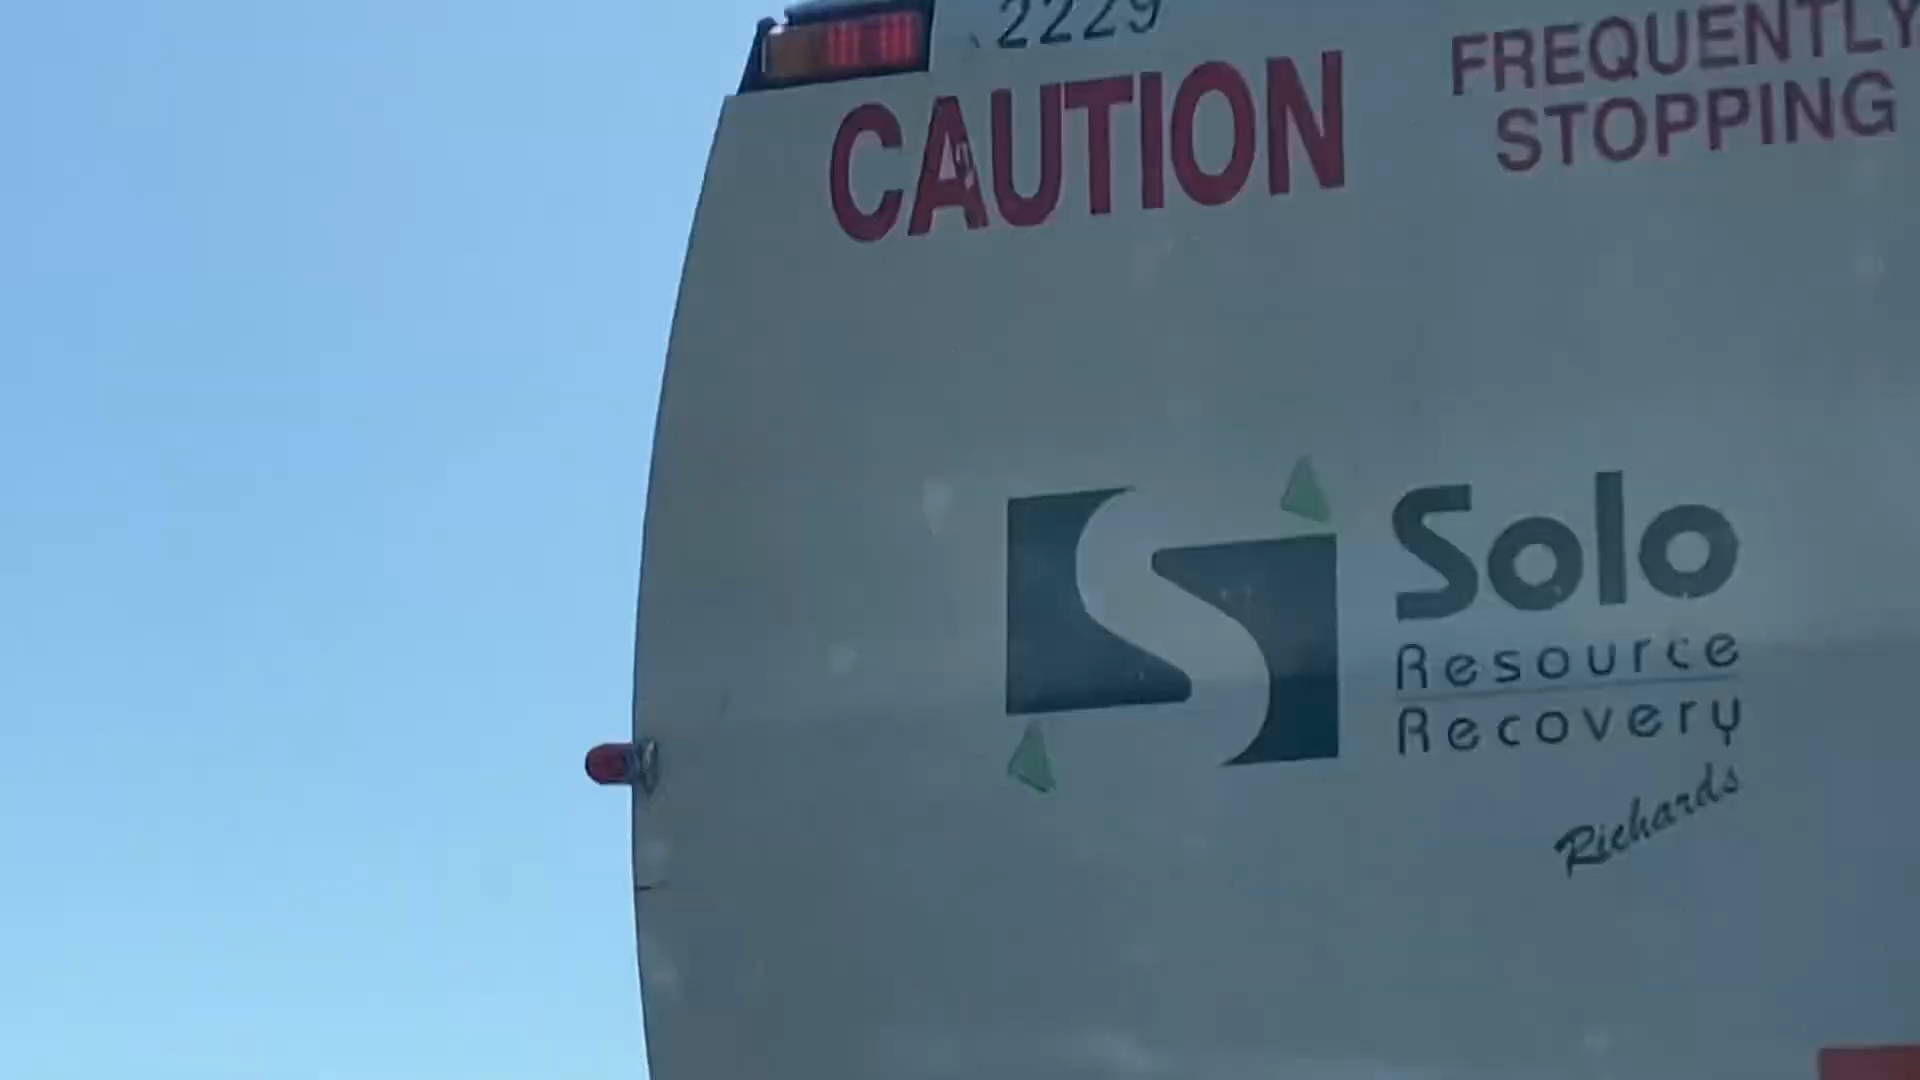 2229
CAUTION
FREQUENTLY
STOPPING
Solo
Resource
Recovery
Richards